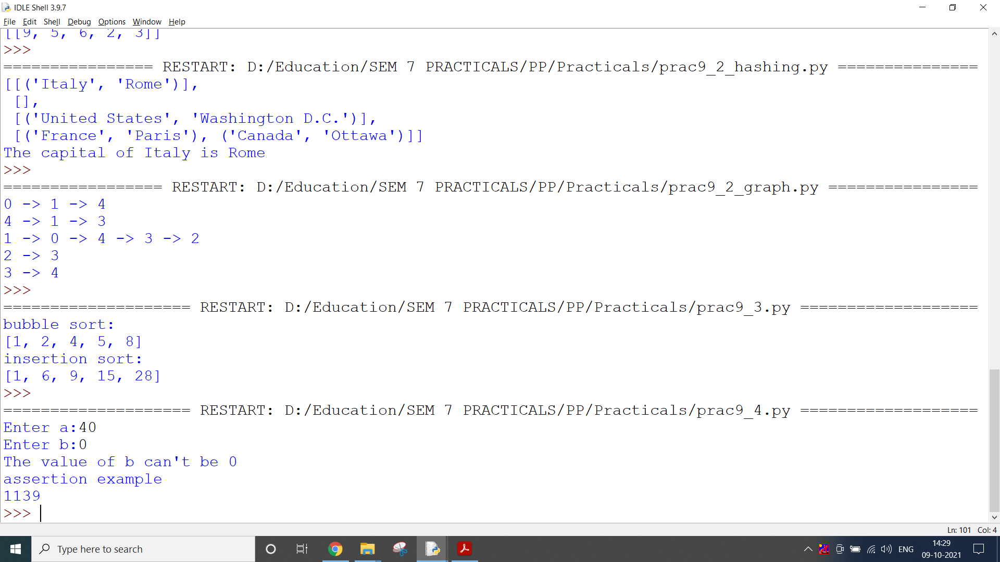 IDLE Shell 3.9.7
File Edit Shell Debug Options Window Help
[[9, 5, 6, 2, 3]]
>>>
================ RESTART: D:/Education/SEM 7 PRACTICALS/PP/Practicals/prac9_2_hashing.py ===============
[[('Italy', 'Rome')],
 [],
 [('United States', 'Washington D.C.')],
 [('France', 'Paris'), ('Canada', 'Ottawa')]]
The capital of Italy is Rome
>>>
================= RESTART: D:/Education/SEM 7 PRACTICALS/PP/Practicals/prac9_2_graph.py ================
0 -> 1 -> 4
4 -> 1 -> 3
1 -> 0 -> 4 -> 3 -> 2
2 -> 3
3 -> 4
>>>
==================== RESTART: D:/Education/SEM 7 PRACTICALS/PP/Practicals/prac9_3.py ===================
bubble sort:
[1, 2, 4, 5, 8]
insertion sort:
[1, 6, 9, 15, 28]
>>>
==================== RESTART: D:/Education/SEM 7 PRACTICALS/PP/Practicals/prac9_4.py ===================
Enter a:40
Enter b:0
The value of b can't be 0
assertion example
1139
>>>
Ln: 101 Col: 4
Type here to search
ENG
14:29
09-10-2021